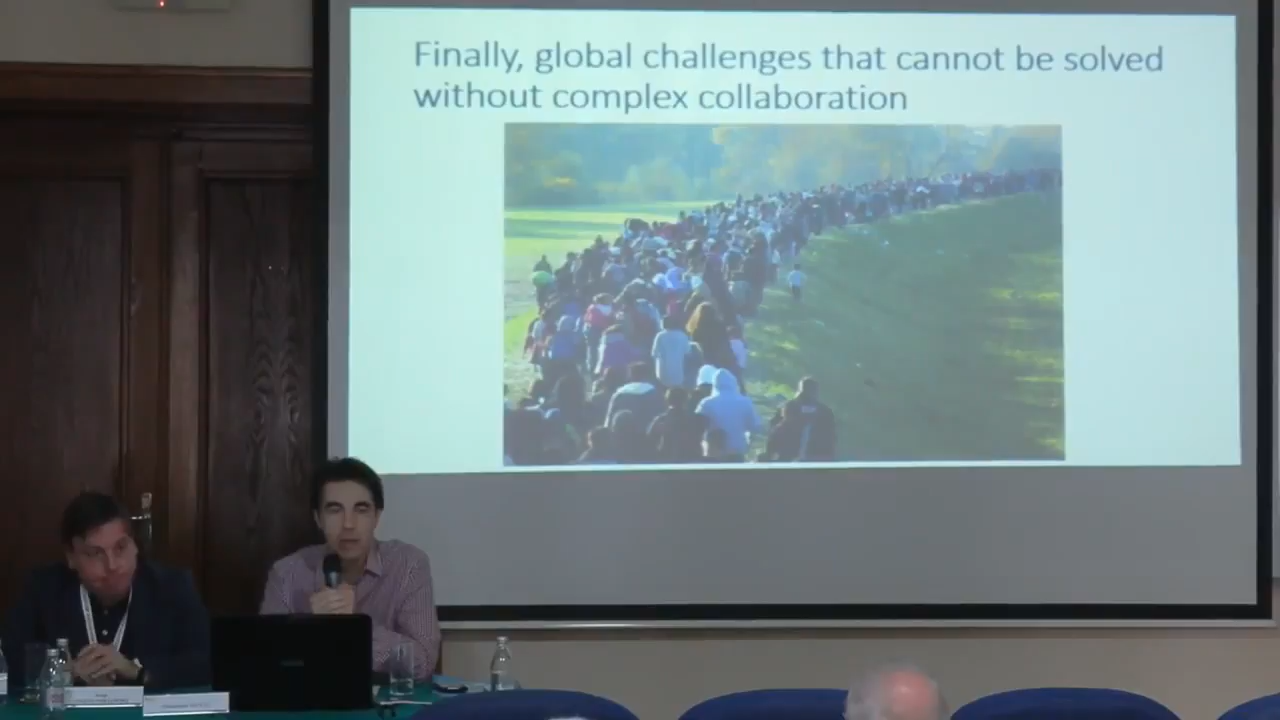 Finally, global challenges that cannot be solved
without complex collaboration